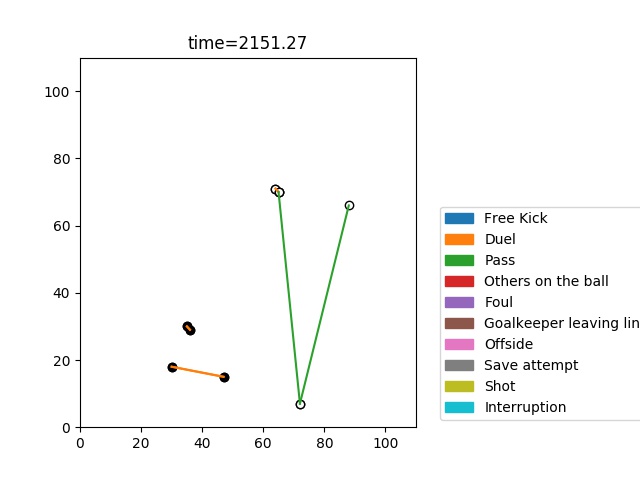 time=2151.27
100
80
60
40
20
0
0 20 40 60 80 100
Free Kick
Duel
Pass
Others on the ball
Foul
Goalkeeper leaving lin
Offside
Save attempt
Shot
Interruption